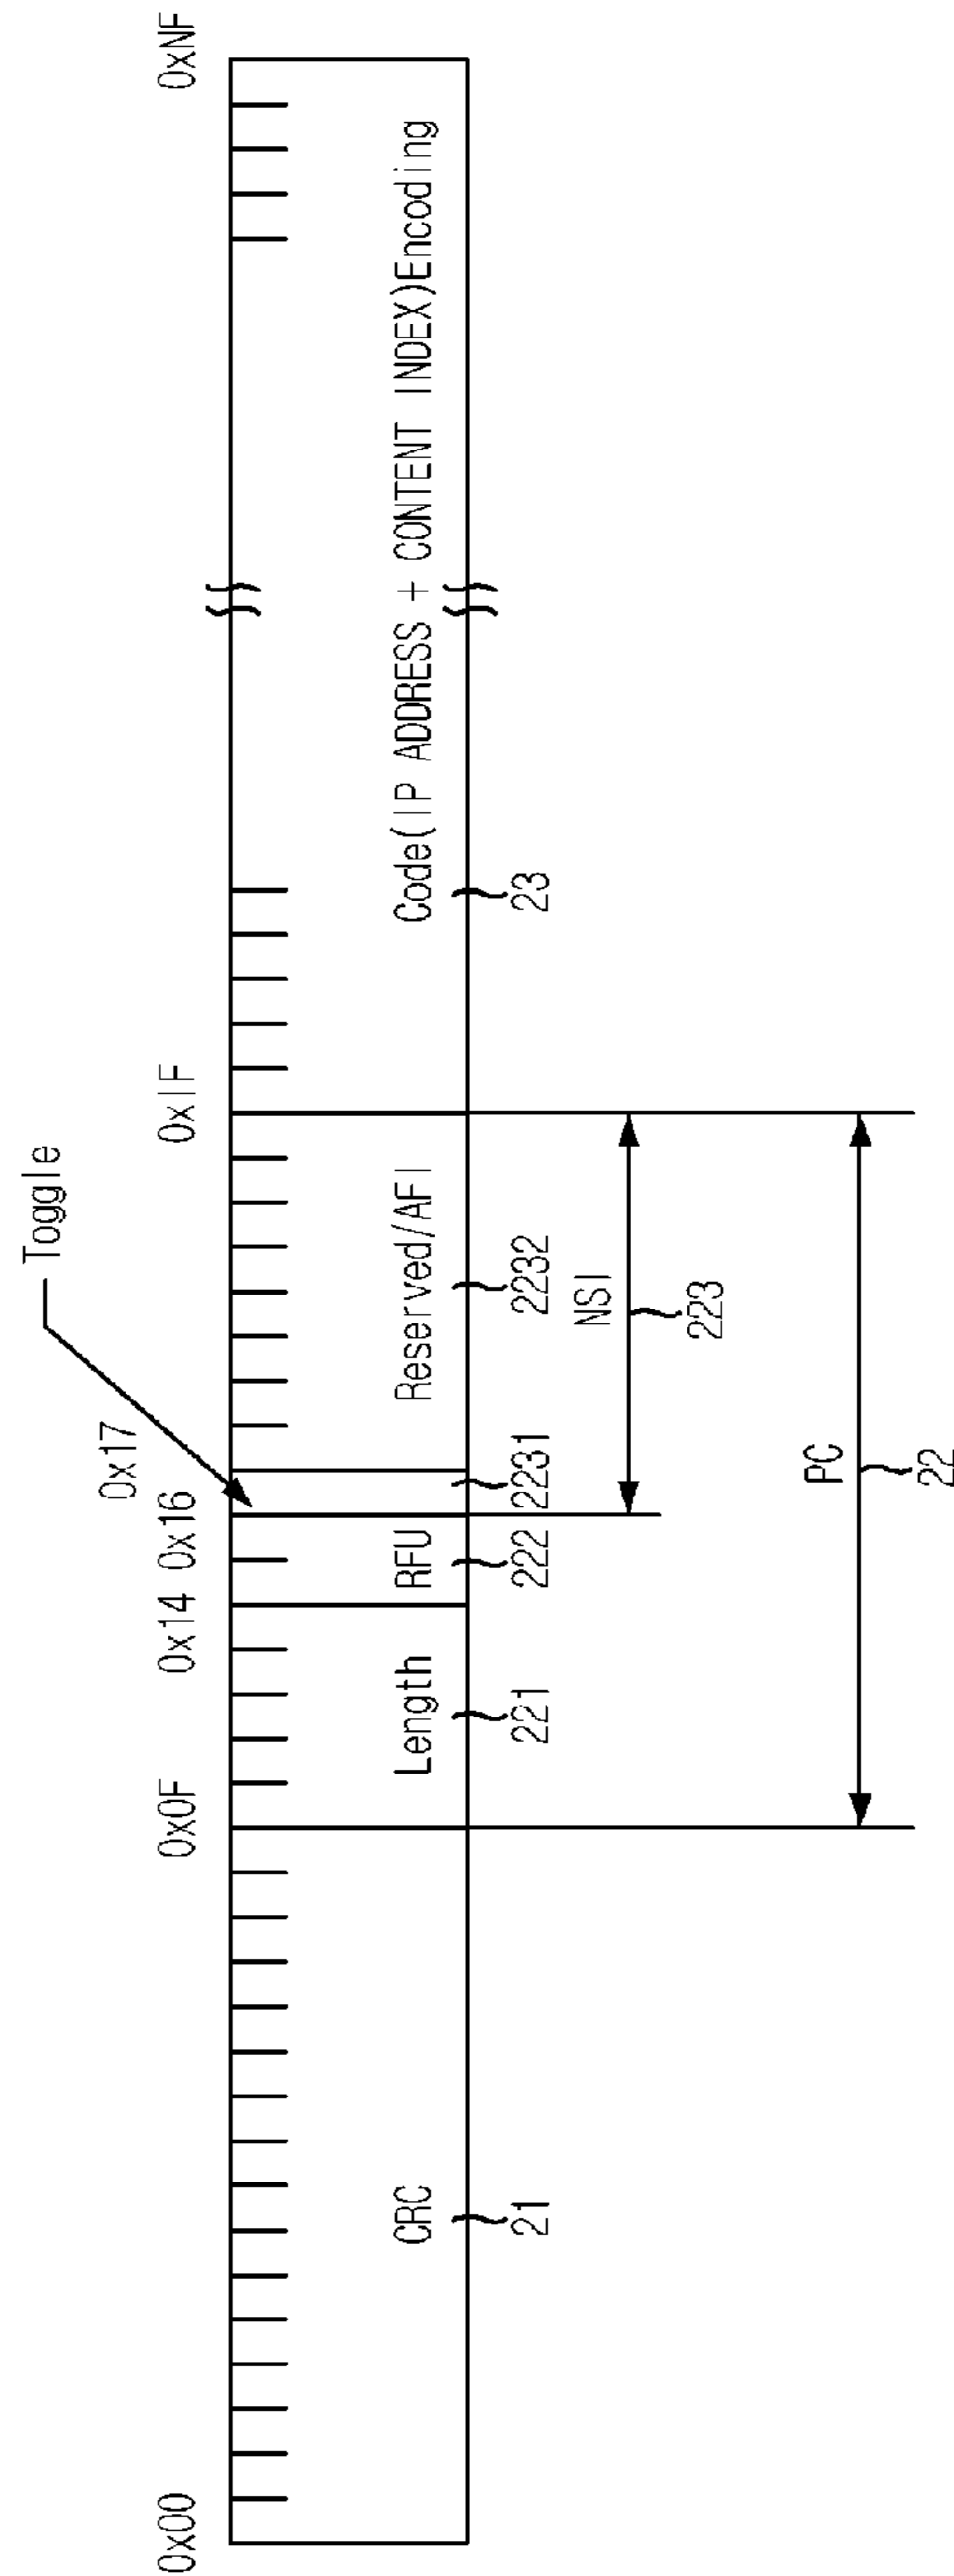 Toggle
0x00
0x0F
0x14
0x16
0x17
0x1F
0xNF
CRC
Length
RFU
Reserved/AFI
Code(IP ADDRESS + CONTENT INDEX)Encoding
21
221
222
2231
2232
23
NSI
223
PC
22